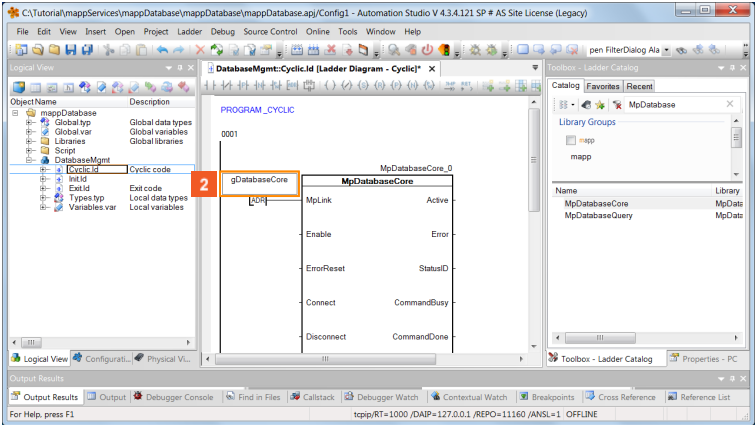 C:\Tutorial\mappServices\mappDatabase\mappDatabase.apj/Config1 - Automation Studio V 4.3.4.121 SP # AS Site License (Legacy)
File Edit View Insert Open Project Ladder Debug Source Control Online Tools Window Help
pen FilterDialog Ala
Logical View
DatabaseMgmt::Cyclic.ld [Ladder Diagram - Cyclic]*
Toolbox - Ladder Catalog
Catalog Favorites Recent
MpDatabase
Object Name Description
mappDatabase
Global.typ Global data types
Global.var Global variables
Libraries Global libraries
Script
DatabaseMgmt
Cyclic.ld Cyclic code
Init.ld
Exit.ld Exit code
Types.typ Local data types
Variables.var Local variables
PROGRAM _CYCLIC
0001
MpDatabaseCore_0
2
gDatabaseCore
MpDatabaseCore
ADR
MpLink Active
Enable Error
ErrorReset StatusID
Connect CommandBusy
Disconnect CommandDone
Library Groups
mapp
mapp
Name Library
MpDatabaseCore MpData
MpDatabaseQuery MpData
Logical View Configurati... Physical Vi...
Toolbox - Ladder Catalog Properties - PC
Output Results
Output Results Output Debugger Console Find in Files Callstack Debugger Watch Contextual Watch Breakpoints Cross Reference Reference List
For Help, press F1 tcpip/RT=1000 /DAIP=127.0.0.1 /REPO=11160 /ANSL=1 OFFLINE